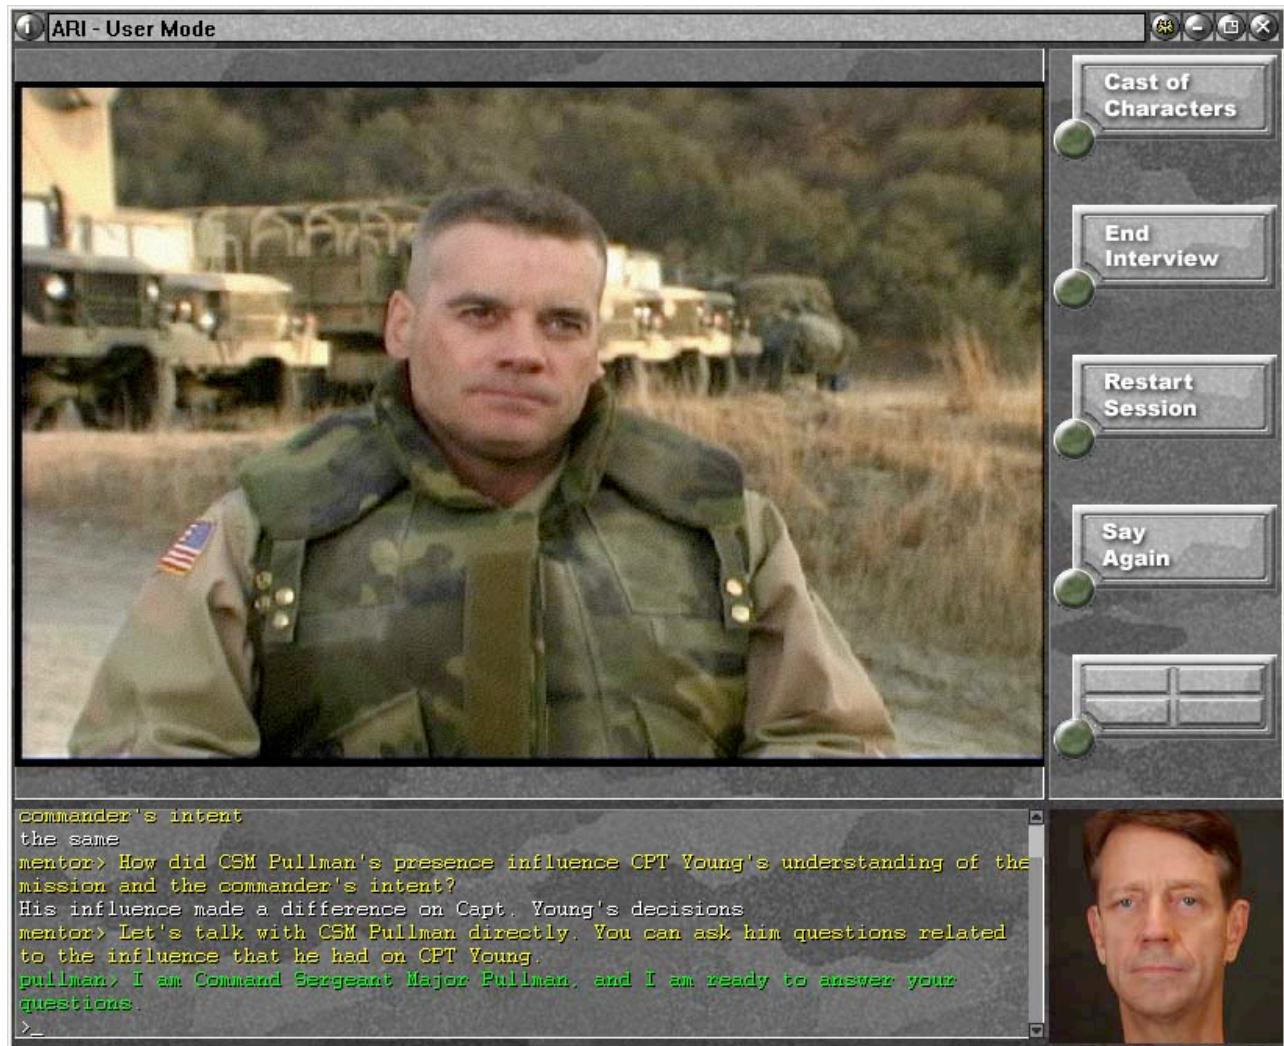 ARI - User Mode
Cast of
Characters
End
Interview
Restart
Session
Say
Again
commander's intent
the same
mentor> How did CSM Pullman's presence influence CPT Young's understanding of the
mission and the commander's intent?
His influence made a difference on Capt. Young's decisions
mentor> Let's talk with CSM Pullman directly. You can ask him questions related
to the influence that he had on CPT Young.
pullman> I am Command Sergeant Major Pullman, and I am ready to answer your
questions.
>_